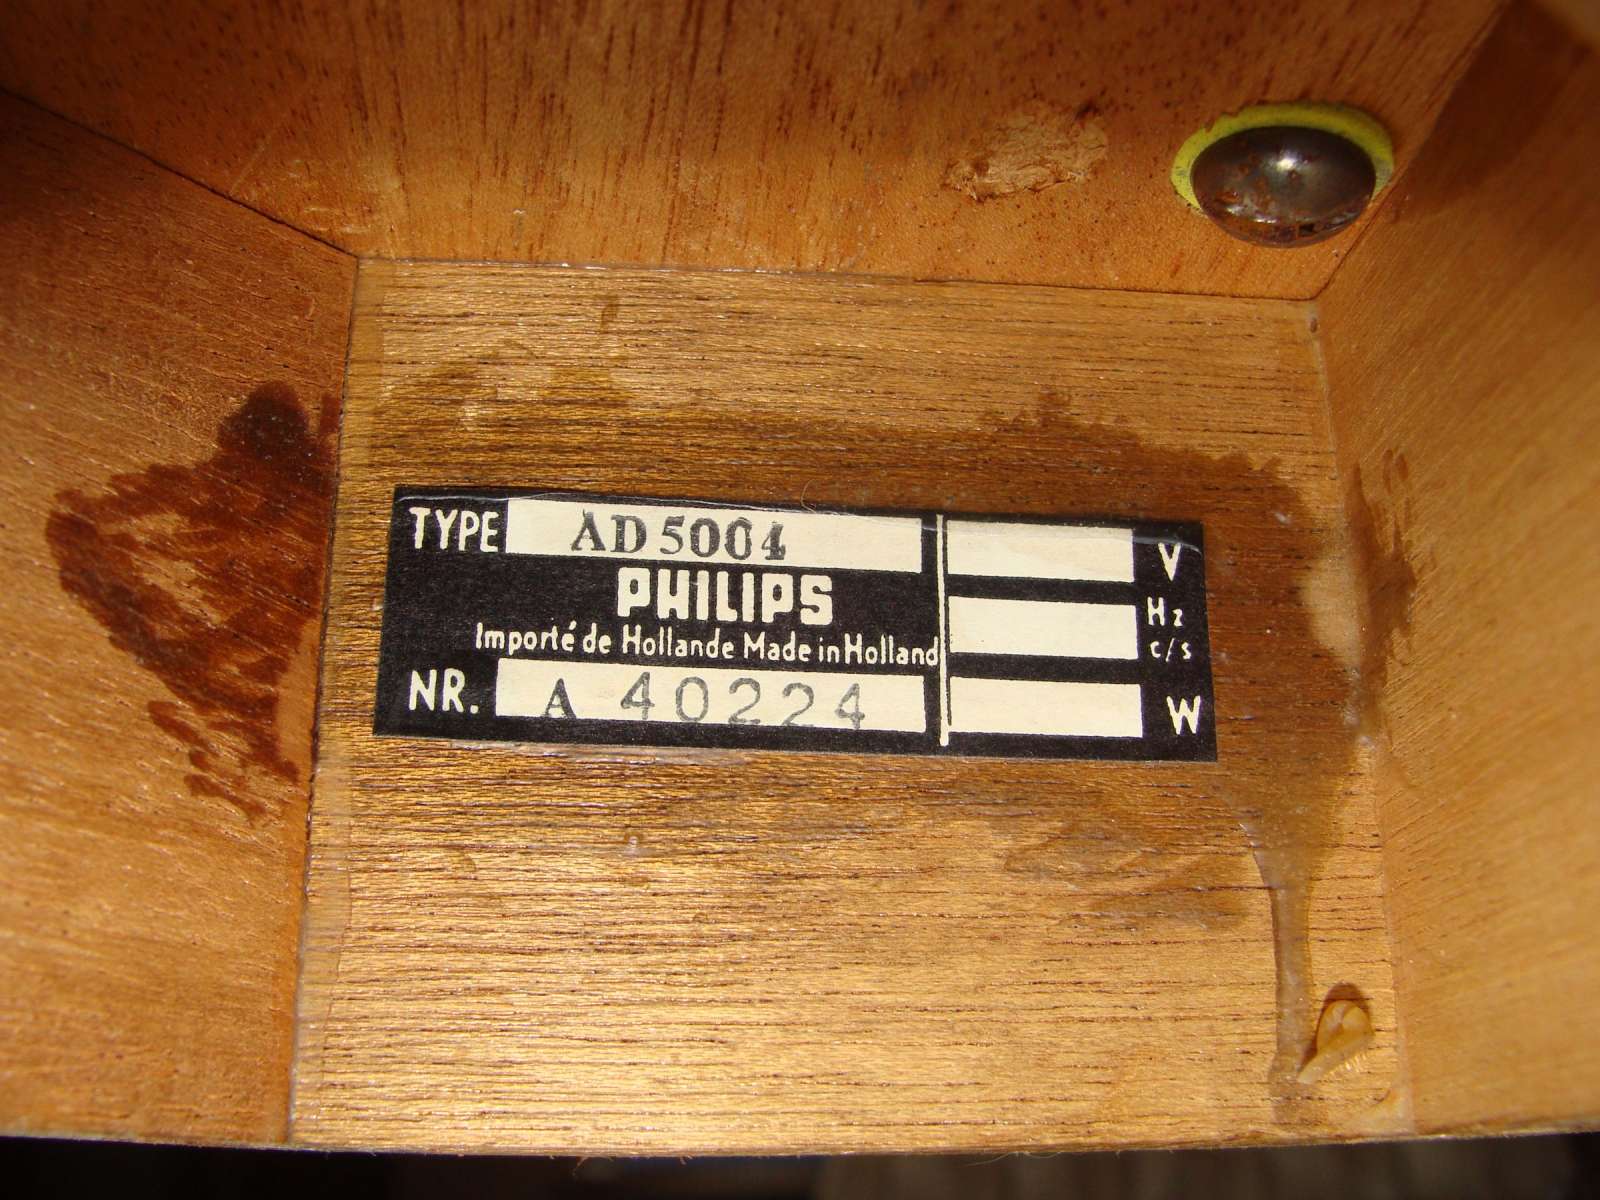 TYPE AD 5004 V
PHILIPS Hz
Importé de Hollande Made in Holland c/s
NR. A 40224 W